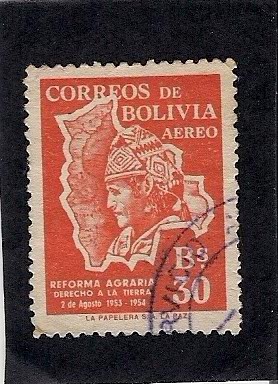 CORREOS DE
BOLIVIA
AEREO
Bs
30
REFORMA AGRARIA
DERECHO A LA TIERRA
2 de Agosto 1953 - 1954
LA PAPELERA S.A. LA PAZ